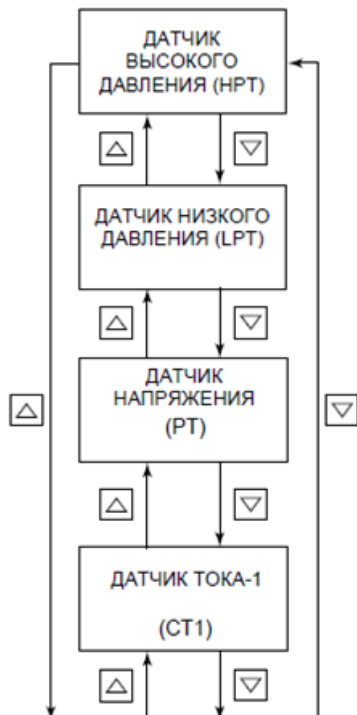 ДАТЧИК
ВЫСОКОГО
ДАВЛЕНИЯ (HPT)
ДАТЧИК НИЗКОГО
ДАВЛЕНИЯ (LPT)
ДАТЧИК
НАПРЯЖЕНИЯ
(PT)
ДАТЧИК ТОКА-1
(CT1)